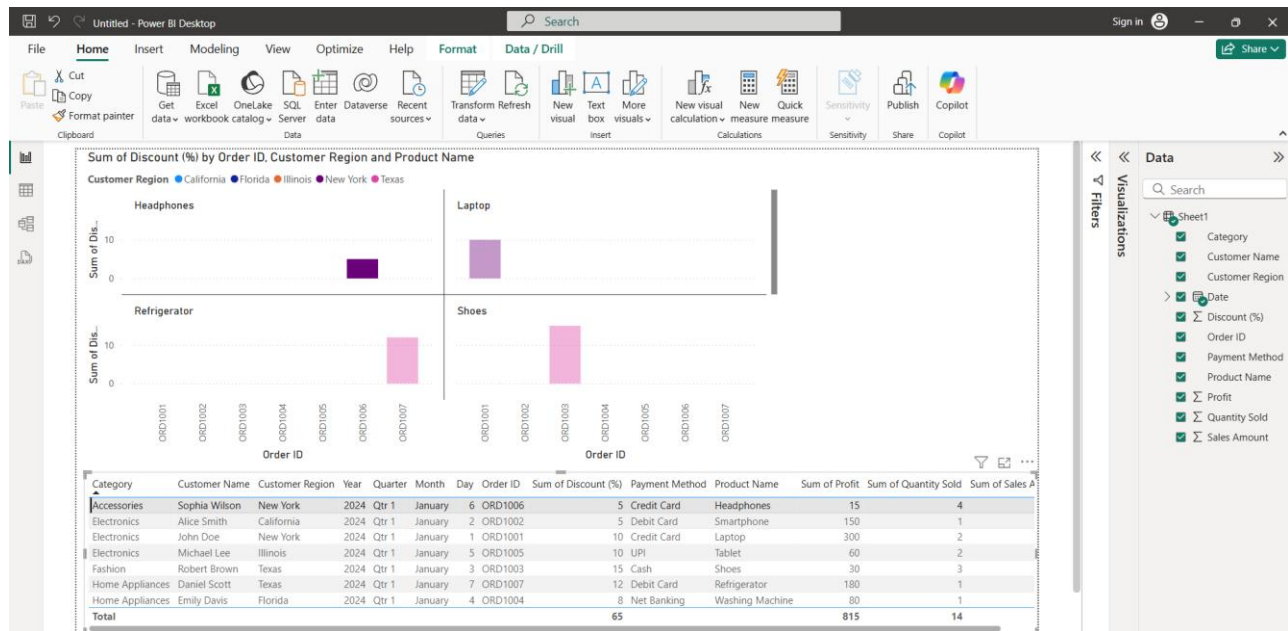 Untitled - Power BI Desktop
Search
Sign in
File Home Insert Modeling View Optimize Help Format Data / Drill
Share
Paste
Cut
Copy
Format painter
Get data Excel workbook OneLake catalog SQL Server Enter data Dataverse Recent sources Transform data Refresh New visual Text box More visuals New visual calculation New measure Quick measure Sensitivity Publish Copilot
Clipboard Data Queries Insert Calculations Sensitivity Share Copilot
Sum of Discount (%) by Order ID, Customer Region and Product Name
Customer Region California Florida Illinois New York Texas
Headphones Laptop
Sum of Dis...
10
0
Refrigerator Shoes
Sum of Dis...
10
0
ORD1001 ORD1002 ORD1003 ORD1004 ORD1005 ORD1006 ORD1007 ORD1001 ORD1002 ORD1003 ORD1004 ORD1005 ORD1006 ORD1007
Order ID Order ID
Category Customer Name Customer Region Year Quarter Month Day Order ID Sum of Discount (%) Payment Method Product Name Sum of Profit Sum of Quantity Sold Sum of Sales A
Accessories Sophia Wilson New York 2024 Qtr 1 January 6 ORD1006 5 Credit Card Headphones 15 4
Electronics Alice Smith California 2024 Qtr 1 January 2 ORD1002 5 Debit Card Smartphone 150 1
Electronics John Doe New York 2024 Qtr 1 January 1 ORD1001 10 Credit Card Laptop 300 2
Electronics Michael Lee Illinois 2024 Qtr 1 January 5 ORD1005 10 UPI Tablet 60 2
Fashion Robert Brown Texas 2024 Qtr 1 January 3 ORD1003 15 Cash Shoes 30 3
Home Appliances Daniel Scott Texas 2024 Qtr 1 January 7 ORD1007 12 Debit Card Refrigerator 180 1
Home Appliances Emily Davis Florida 2024 Qtr 1 January 4 ORD1004 8 Net Banking Washing Machine 80 1
Total 65 815 14
Filters
Visualizations
Data
Search
Sheet1
Category
Customer Name
Customer Region
Date
Discount (%)
Order ID
Payment Method
Product Name
Profit
Quantity Sold
Sales Amount